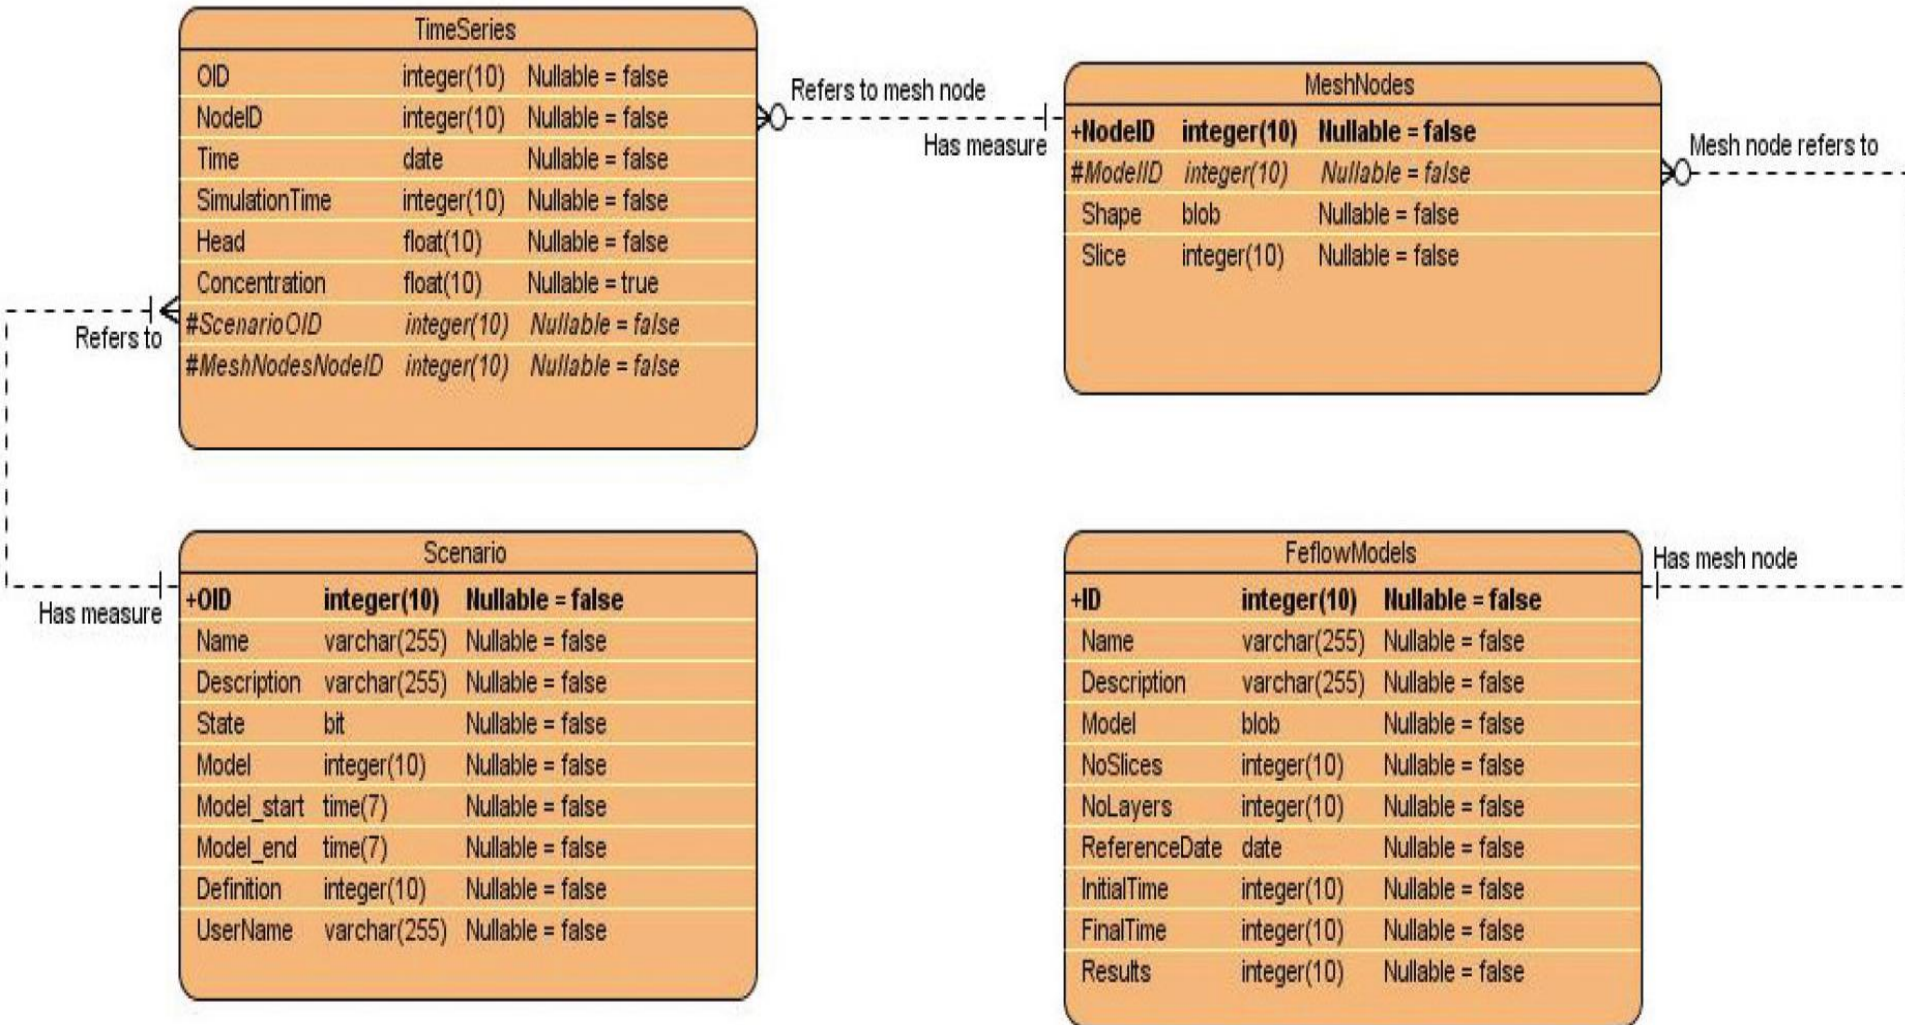 TimeSeries
OID integer(10) Nullable = false
NodeID integer(10) Nullable = false
Time date Nullable = false
SimulationTime integer(10) Nullable = false
Head float(10) Nullable = false
Concentration float(10) Nullable = true
#ScenarioOID integer(10) Nullable = false
#MeshNodesNodeID integer(10) Nullable = false
Refers to mesh node
Has measure
MeshNodes
+NodeID integer(10) Nullable = false
#ModelID integer(10) Nullable = false
Shape blob Nullable = false
Slice integer(10) Nullable = false
Mesh node refers to
Refers to
Has measure
Scenario
+OID integer(10) Nullable = false
Name varchar(255) Nullable = false
Description varchar(255) Nullable = false
State bit Nullable = false
Model integer(10) Nullable = false
Model_start time(7) Nullable = false
Model_end time(7) Nullable = false
Definition integer(10) Nullable = false
UserName varchar(255) Nullable = false
FeflowModels
+ID integer(10) Nullable = false
Name varchar(255) Nullable = false
Description varchar(255) Nullable = false
Model blob Nullable = false
NoSlices integer(10) Nullable = false
NoLayers integer(10) Nullable = false
ReferenceDate date Nullable = false
InitialTime integer(10) Nullable = false
FinalTime integer(10) Nullable = false
Results integer(10) Nullable = false
Has mesh node